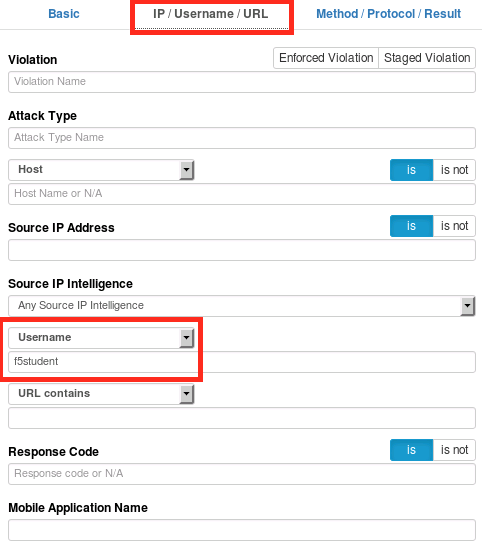 Basic IP / Username / URL Method / Protocol / Result
Violation Enforced Violation Staged Violation
Violation Name
Attack Type
Attack Type Name
Host is is not
Host Name or N/A
Source IP Address is is not
Source IP Intelligence
Any Source IP Intelligence
Username
f5student
URL contains
Response Code is is not
Response code or N/A
Mobile Application Name